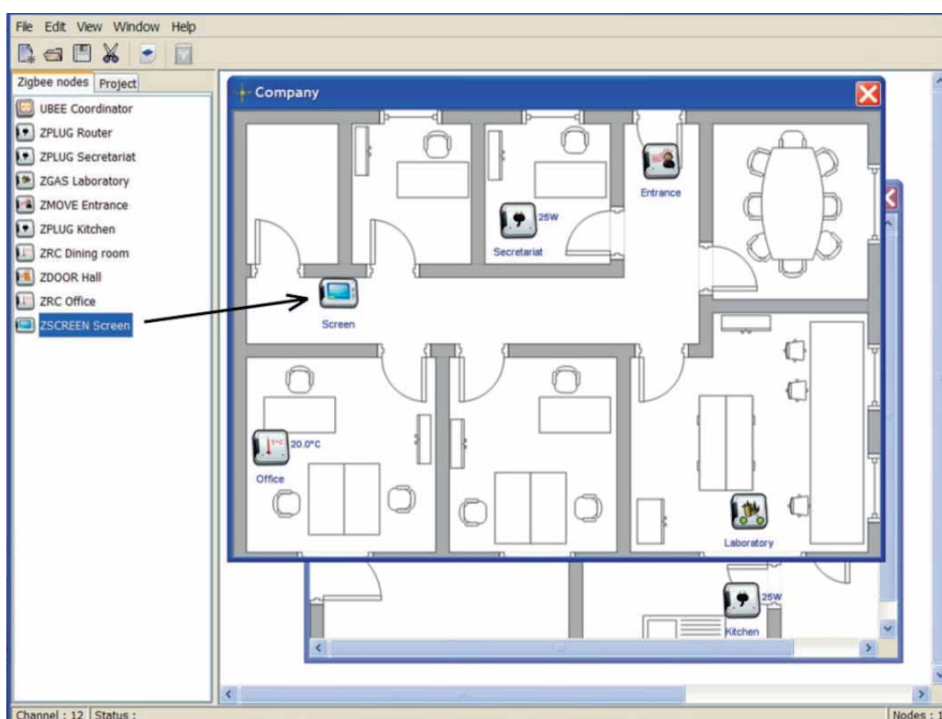 File Edit View Window Help
Zigbee nodes Project
UBEE Coordinator
ZPLUG Router
ZPLUG Secretariat
ZGAS Laboratory
ZMOVE Entrance
ZPLUG Kitchen
ZRC Dining room
ZDOOR Hall
ZRC Office
ZSCREEN Screen
Company
Entrance
25W
Secretariat
Screen
20.0°C
Office
Laboratory
25W
Kitchen
Channel : 12 Status :
Nodes : 1